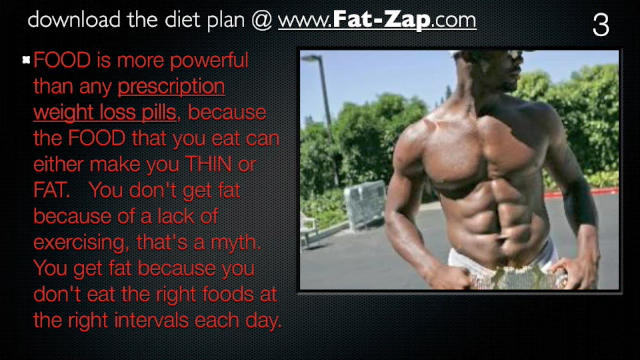 download the diet plan @ www.Fat-Zap.com
3
FOOD is more powerful
than any prescription
weight loss pills, because
the FOOD that you eat can
either make you THIN or
FAT. You don't get fat
because of a lack of
exercising, that's a myth.
You get fat because you
don't eat the right foods at
the right intervals each day.